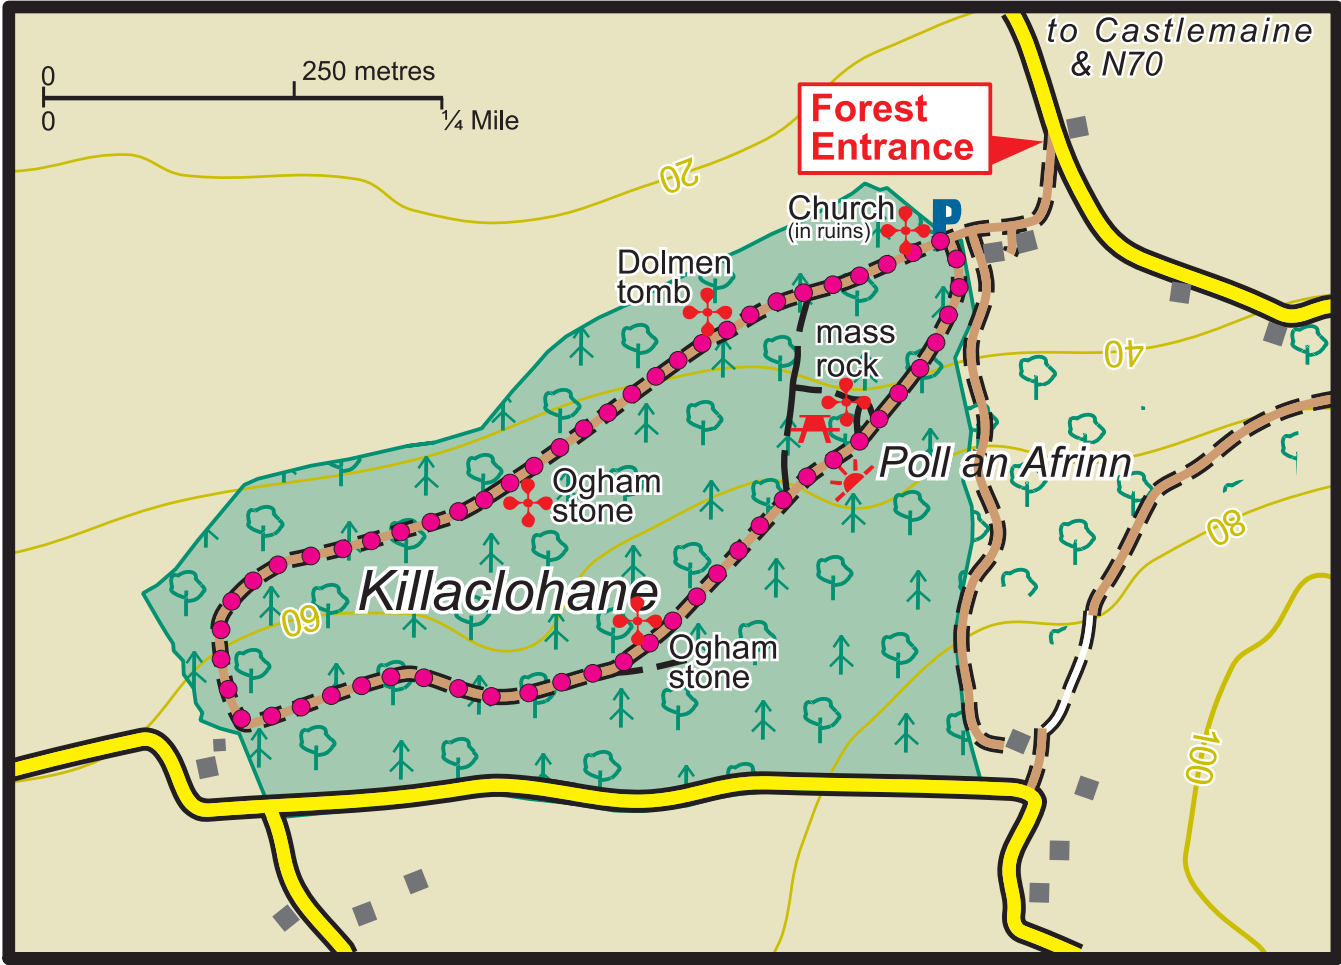 to Castlemaine
& N70
0
250 metres
0
¼ Mile
Forest
Entrance
20
Church
(in ruins)
P
Dolmen
tomb
mass
rock
40
Poll an Afrinn
Ogham
stone
80
Killaclohane
60
Ogham
stone
100